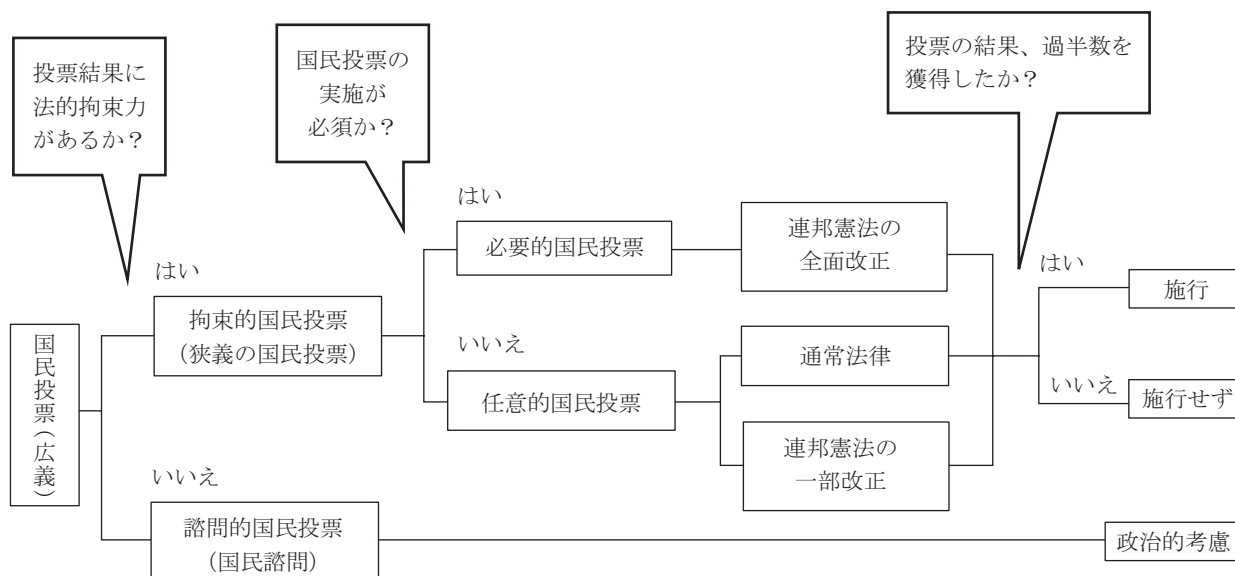 投票結果に
法的拘束力
があるか？
国民投票の
実施が
必須か？
投票の結果、過半数を
獲得したか？
国民投票（広義）
はい
拘束的国民投票
（狭義の国民投票）
いいえ
諮問的国民投票
（国民諮問）
はい
必要的国民投票
いいえ
任意的国民投票
連邦憲法の
全面改正
通常法律
連邦憲法の
一部改正
はい
施行
いいえ
施行せず
政治的考慮